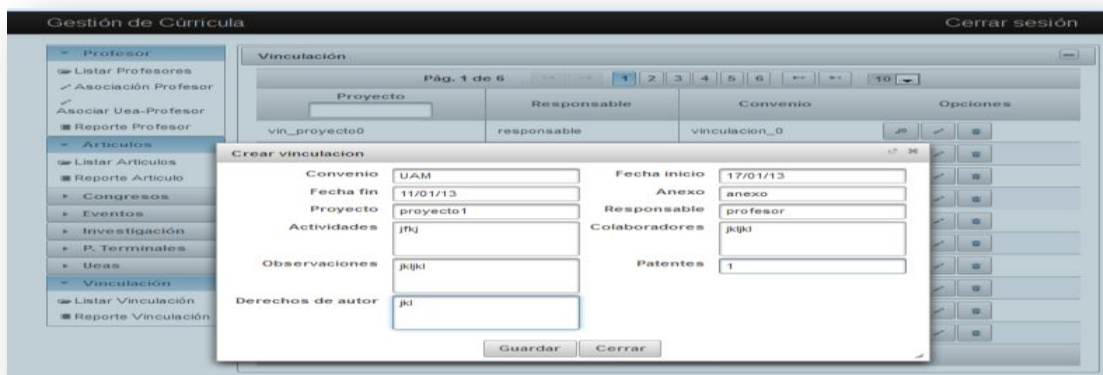 Gestión de Cúrricula
Cerrar sesión
Profesor
Listar Profesores
Asociación Profesor
Asociar Uea-Profesor
Reporte Profesor
Articulos
Listar Articulos
Reporte Articulo
Congresos
Eventos
Investigación
P. Terminales
Ueas
Vinculación
Listar Vinculación
Reporte Vinculación
Vinculación
Pág. 1 de 6 1 2 3 4 5 6 10
Proyecto Responsable Convenio Opciones
vin_proyecto0 responsable vinculacion_0
Crear vinculacion
Convenio UAM Fecha inicio 17/01/13
Fecha fin 11/01/13 Anexo anexo
Proyecto proyecto1 Responsable profesor
Actividades jfkj Colaboradores jkljkl
Observaciones jkljkl Patentes 1
Derechos de autor jkl
Guardar Cerrar